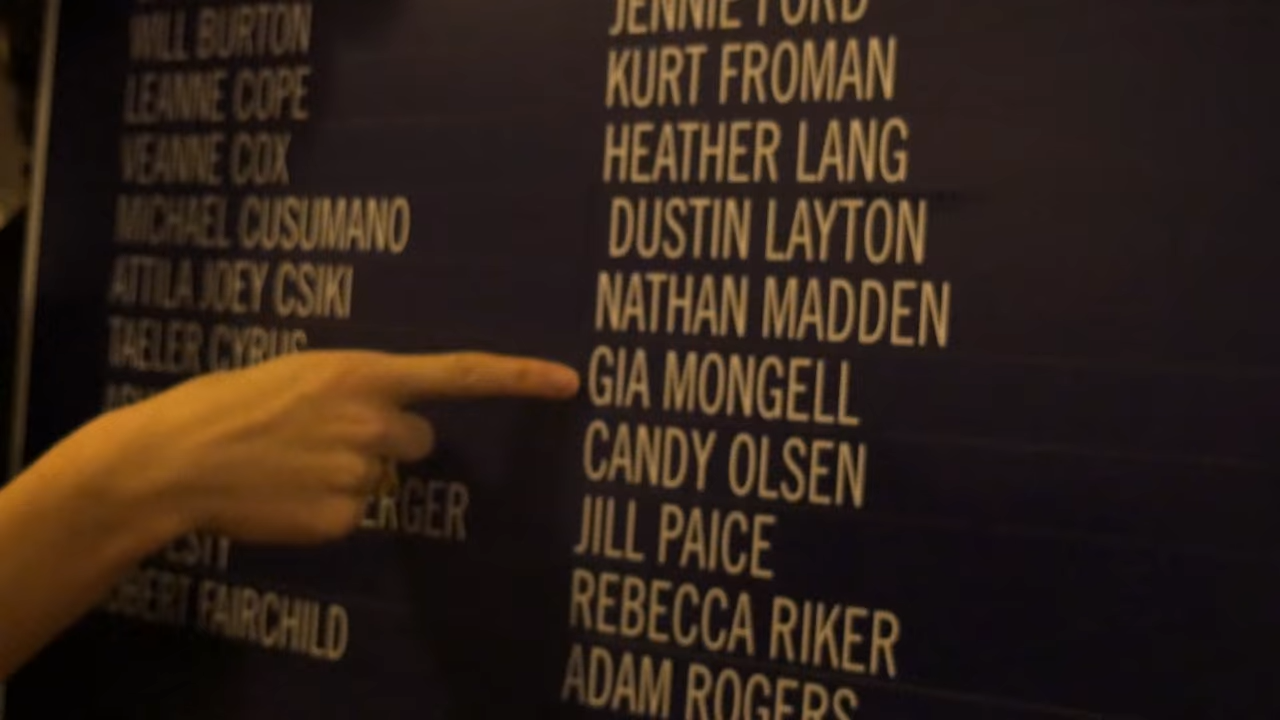 WILL BURTON
LEANNE COPE
VEANNE COX
MICHAEL CUSUMANO
ATTILA JOEY CSIKI
TAELER CYRUS
FAIRCHILD
JENNIE FORD
KURT FROMAN
HEATHER LANG
DUSTIN LAYTON
NATHAN MADDEN
GIA MONGELL
CANDY OLSEN
JILL PAICE
REBECCA RIKER
ADAM ROGERS